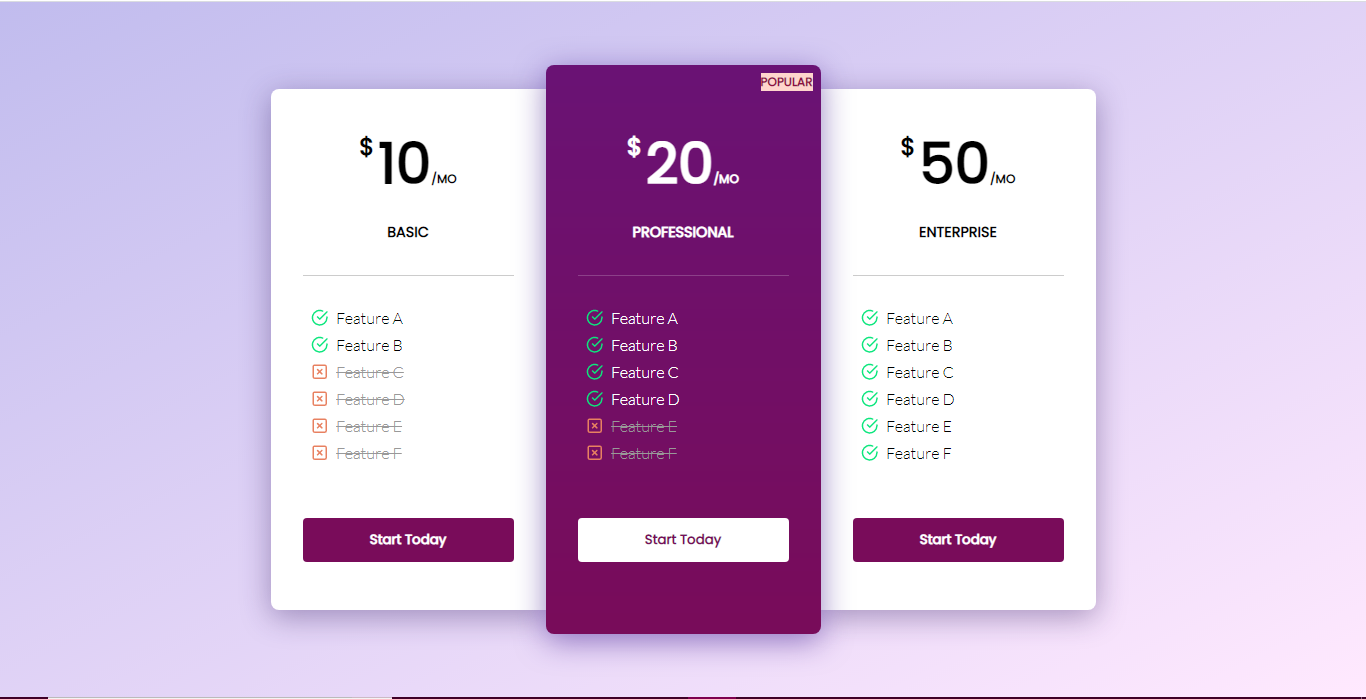 $10/MO
BASIC
Feature A
Feature B
Feature C
Feature D
Feature E
Feature F
Start Today
POPULAR
$20/MO
PROFESSIONAL
Feature A
Feature B
Feature C
Feature D
Feature E
Feature F
Start Today
$50/MO
ENTERPRISE
Feature A
Feature B
Feature C
Feature D
Feature E
Feature F
Start Today